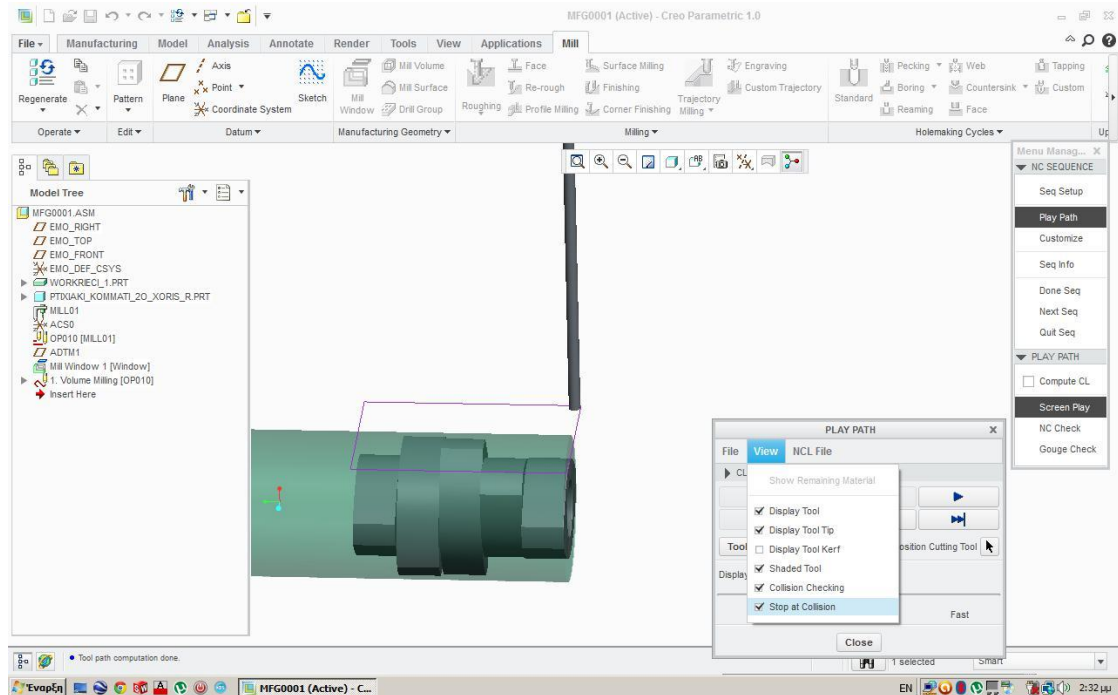 MFG0001 (Active) - Creo Parametric 1.0
File Manufacturing Model Analysis Annotate Render Tools View Applications Mill
Regenerate
Pattern
Plane
Axis
Point
Coordinate System
Sketch
Mill Window
Mill Volume
Mill Surface
Drill Group
Roughing
Face
Re-rough
Profile Milling
Surface Milling
Finishing
Corner Finishing
Trajectory Milling
Engraving
Custom Trajectory
Standard
Pecking
Boring
Reaming
Web
Countersink
Face
Tapping
Custom
Operate Edit Datum Manufacturing Geometry Milling Holemaking Cycles
Model Tree
MFG0001.ASM
EMO_RIGHT
EMO_TOP
EMO_FRONT
EMO_DEF_CSYS
WORKRIECI_1.PRT
PTIXIAKI_KOMMATI_2O_XORIS_R.PRT
MILL01
ACS0
OP010 [MILL01]
ADTM1
Mill Window 1 [Window]
1. Volume Milling [OP010]
Insert Here
Menu Manag...
NC SEQUENCE
Seq Setup
Play Path
Customize
Seq Info
Done Seq
Next Seq
Quit Seq
PLAY PATH
Compute CL
Screen Play
NC Check
Gouge Check
PLAY PATH
File View NCL File
CL
Show Remaining Material
Display Tool
Display Tool Tip
Display Tool Kerf
Shaded Tool
Collision Checking
Stop at Collision
Tool
osition Cutting Tool
Display
Fast
Close
Tool path computation done.
1 selected
Smart
Έναρξη
MFG0001 (Active) - C...
EN
2:32 μμ